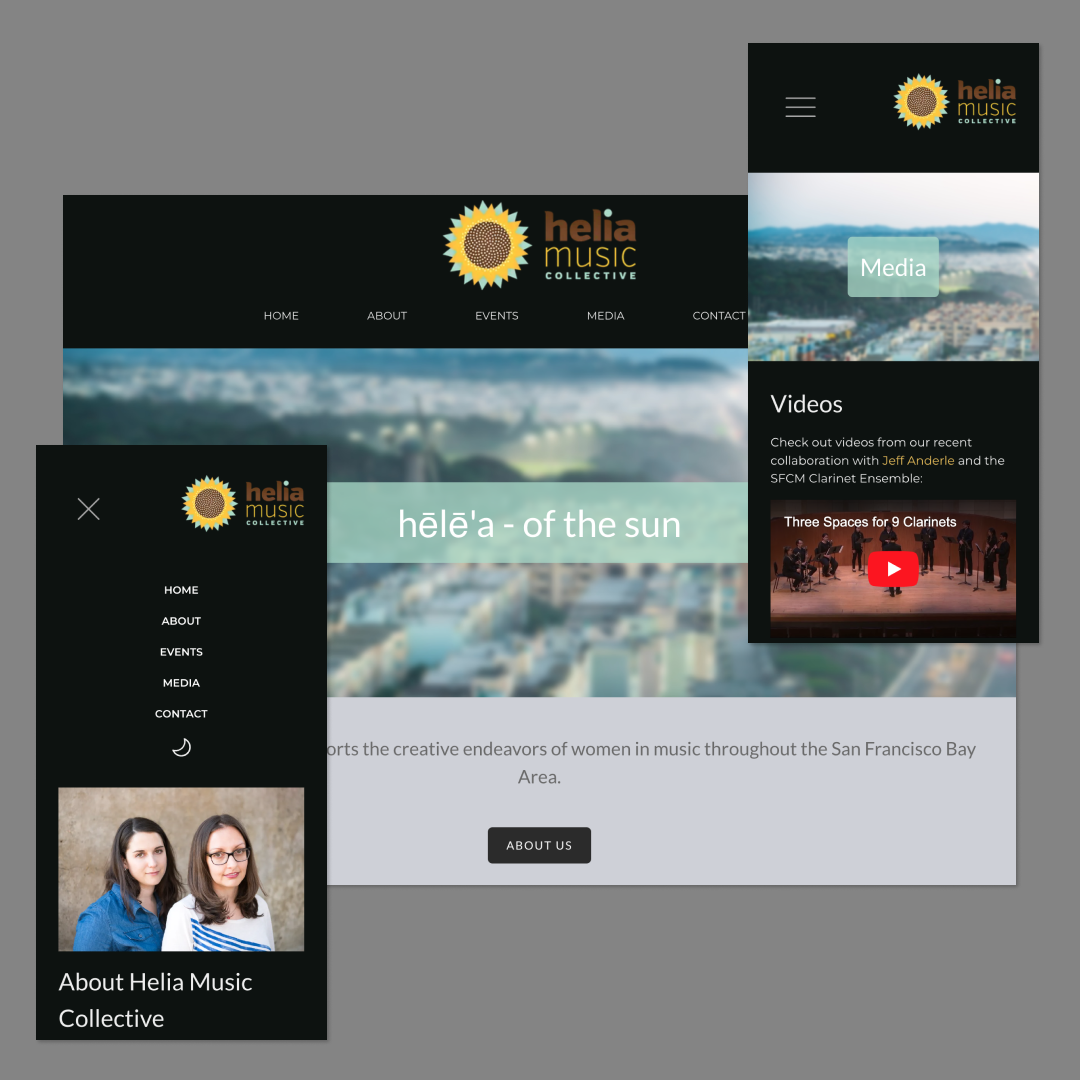 helia
music
COLLECTIVE
HOME ABOUT EVENTS MEDIA CONTACT
hēlē'a - of the sun
orts the creative endeavors of women in music throughout the San Francisco Bay
Area.
ABOUT US
helia
music
COLLECTIVE
Media
Videos
Check out videos from our recent
collaboration with Jeff Anderle and the
SFCM Clarinet Ensemble:
Three Spaces for 9 Clarinets
helia
music
COLLECTIVE
HOME
ABOUT
EVENTS
MEDIA
CONTACT
About Helia Music
Collective